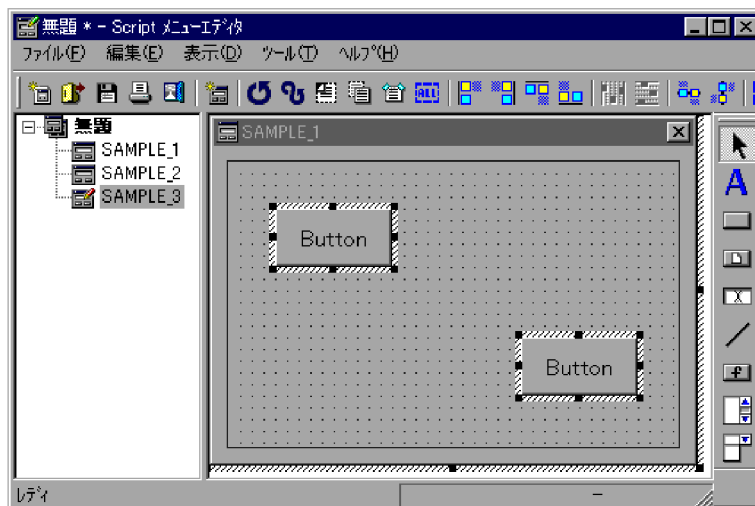 無題 * - Script ﾒﾆｭｰｴﾃﾞｨﾀ
ﾌｧｲﾙ(F) 編集(E) 表示(D) ﾂｰﾙ(T) ﾍﾙﾌﾟ(H)
ALL
無題
SAMPLE_1
SAMPLE_2
SAMPLE_3
SAMPLE_1
Button
Button
A
ﾚﾃﾞｨ